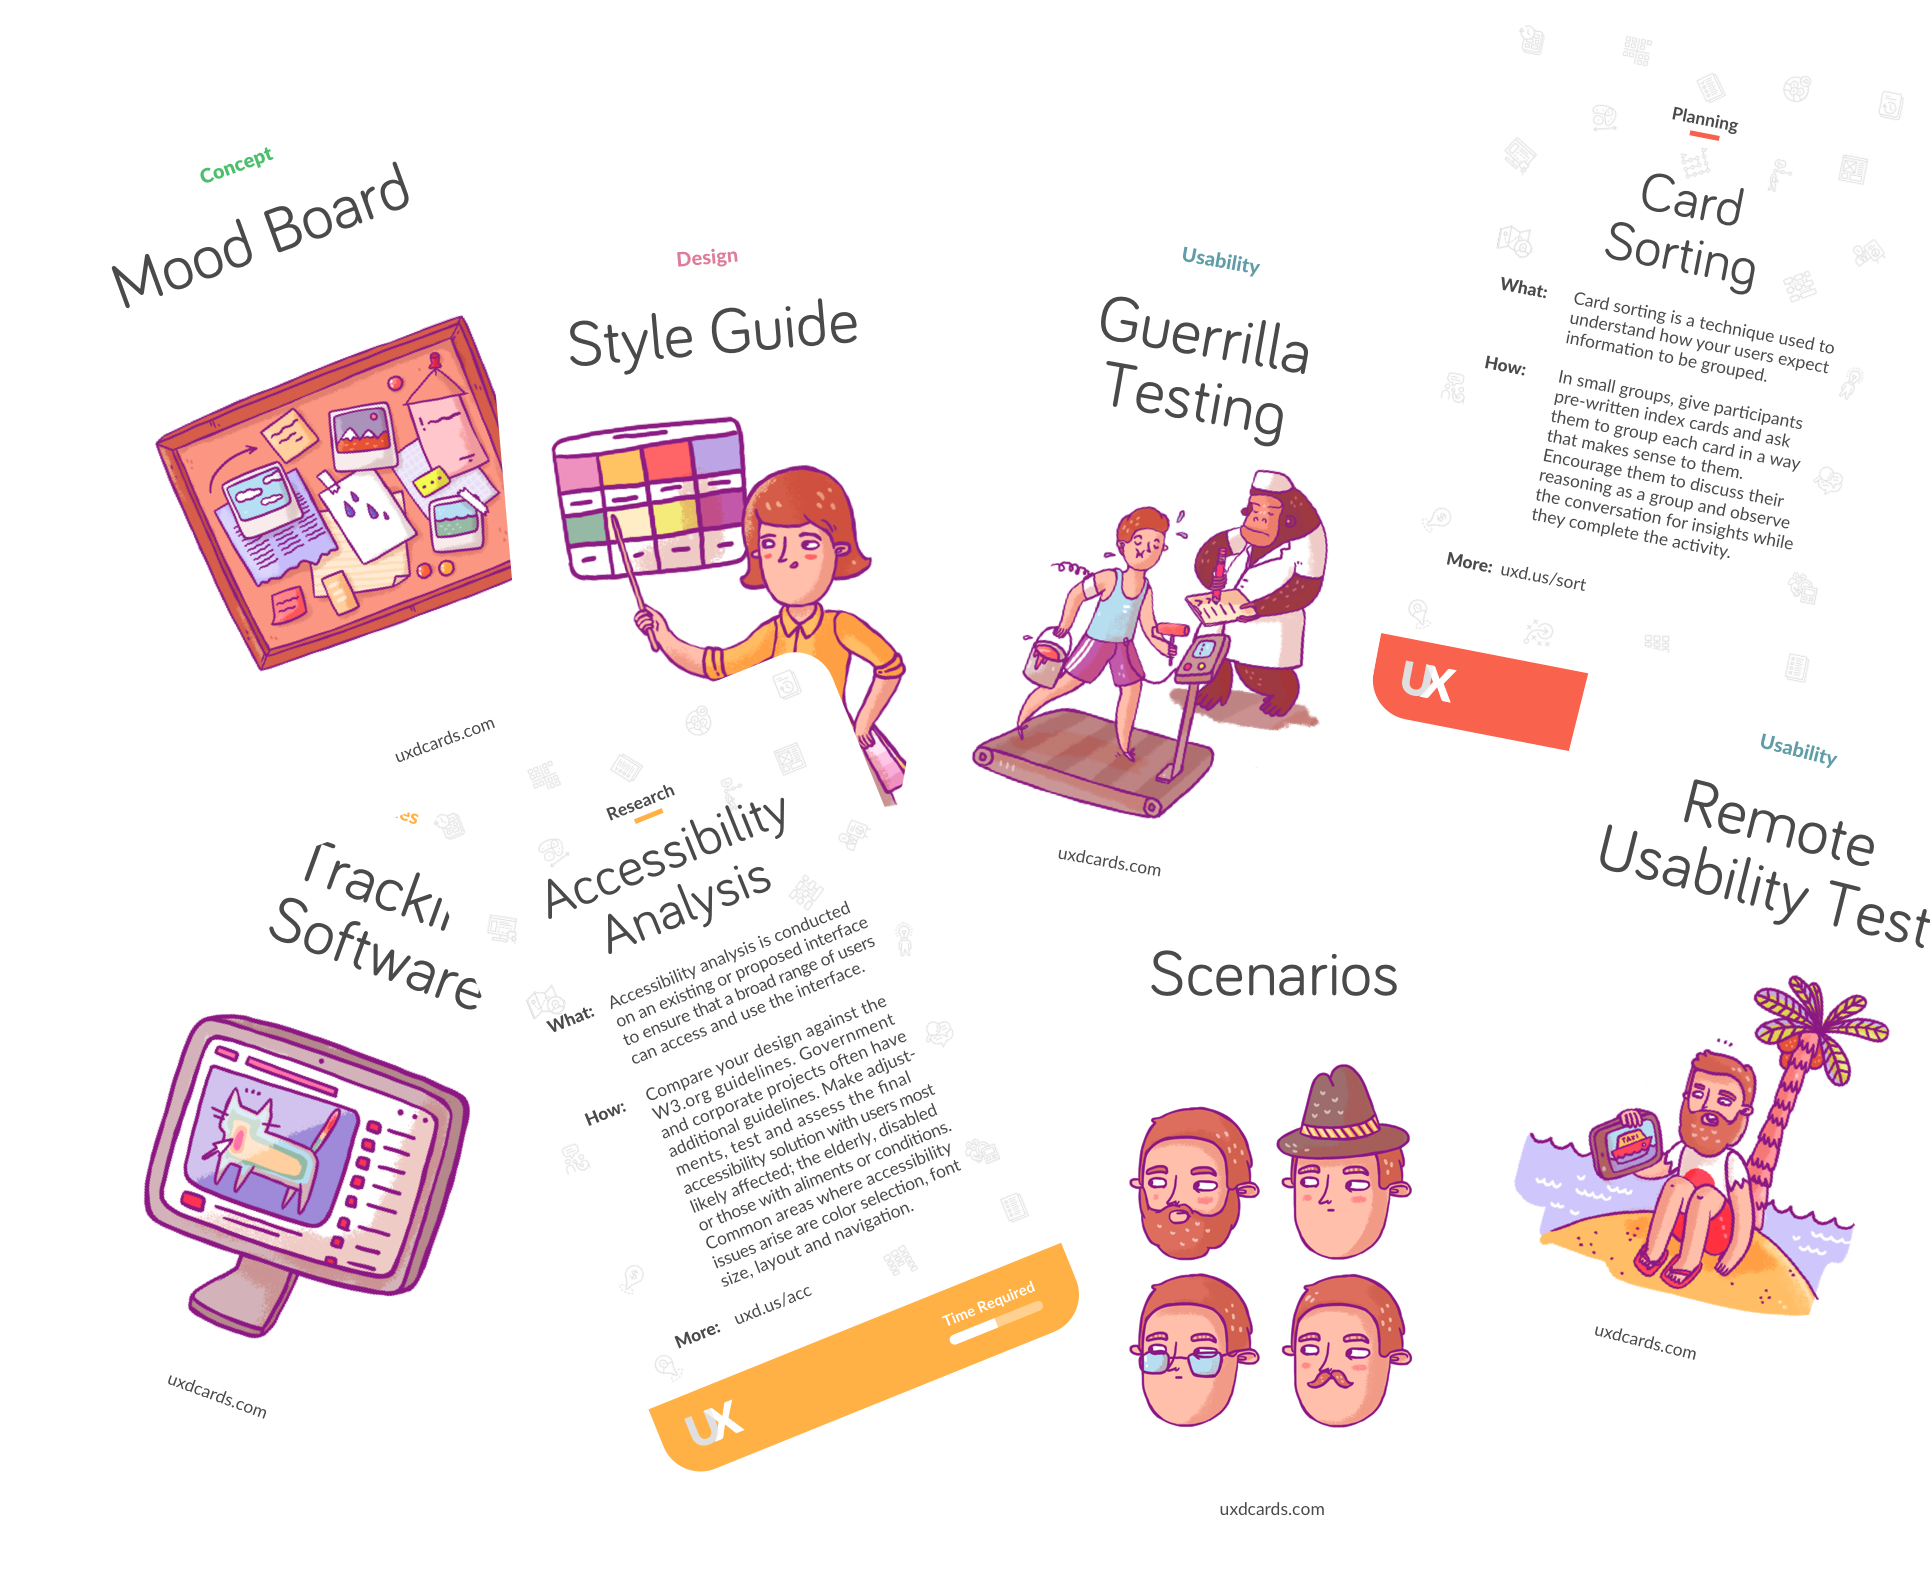 Concept
Mood Board
uxdcards.com
Design
Style Guide
Usability
Guerrilla
Testing
uxdcards.com
Planning
Card
Sorting
What: Card sorting is a technique used to
understand how your users expect
information to be grouped.
How: In small groups, give participants
pre-written index cards and ask
them to group each card in a way
that makes sense to them.
Encourage them to discuss their
reasoning as a group and observe
the conversation for insights while
they complete the activity.
More: uxd.us/sort
UX
Software
uxdcards.com
Research
Accessibility
Analysis
What: Accessibility analysis is conducted
on an existing or proposed interface
to ensure that a broad range of users
can access and use the interface.
How: Compare your design against the
W3.org guidelines. Government
and corporate projects often have
additional guidelines. Make adjust-
ments, test and assess the final
accessibility solution with users most
likely affected; the elderly, disabled
or those with aliments or conditions.
Common areas where accessibility
issues arise are color selection, font
size, layout and navigation.
More: uxd.us/acc
Time Required
UX
Scenarios
uxdcards.com
Usability
Remote
Usability Test
TAXI
uxdcards.com